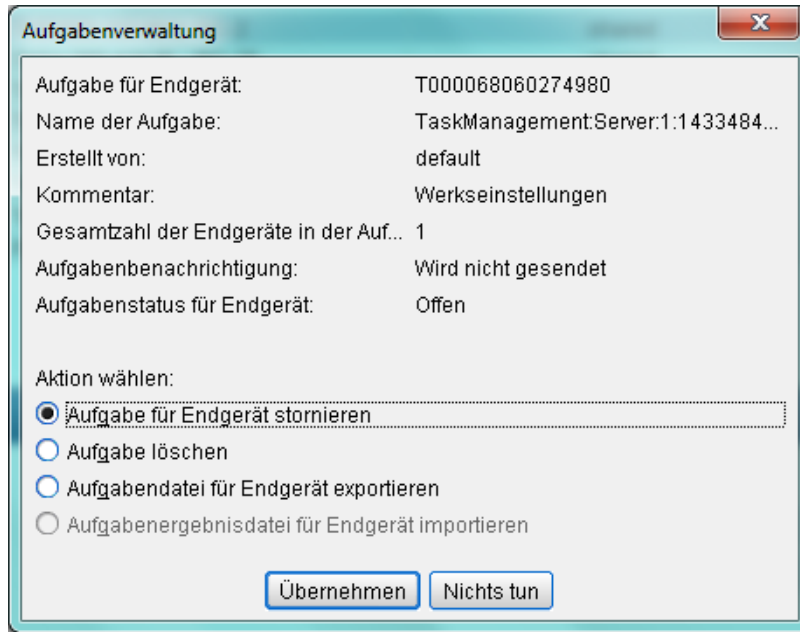 Aufgabenverwaltung
Aufgabe für Endgerät: T000068060274980
Name der Aufgabe: TaskManagement:Server:1:1433484...
Erstellt von: default
Kommentar: Werkseinstellungen
Gesamtzahl der Endgeräte in der Auf... 1
Aufgabenbenachrichtigung: Wird nicht gesendet
Aufgabenstatus für Endgerät: Offen
Aktion wählen:
Aufgabe für Endgerät stornieren
Aufgabe löschen
Aufgabendatei für Endgerät exportieren
Aufgabenergebnisdatei für Endgerät importieren
Übernehmen Nichts tun